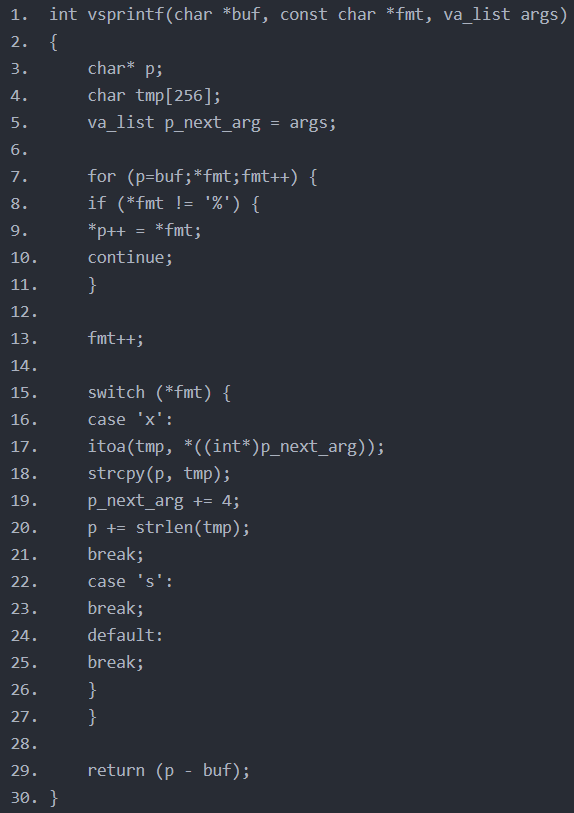 1. int vsprintf(char *buf, const char *fmt, va_list args)
2. {
3.     char* p;
4.     char tmp[256];
5.     va_list p_next_arg = args;
6.
7.     for (p=buf;*fmt;fmt++) {
8.     if (*fmt != '%') {
9.     *p++ = *fmt;
10.     continue;
11.     }
12.
13.     fmt++;
14.
15.     switch (*fmt) {
16.     case 'x':
17.     itoa(tmp, *((int*)p_next_arg));
18.     strcpy(p, tmp);
19.     p_next_arg += 4;
20.     p += strlen(tmp);
21.     break;
22.     case 's':
23.     break;
24.     default:
25.     break;
26.     }
27.     }
28.
29.     return (p - buf);
30. }